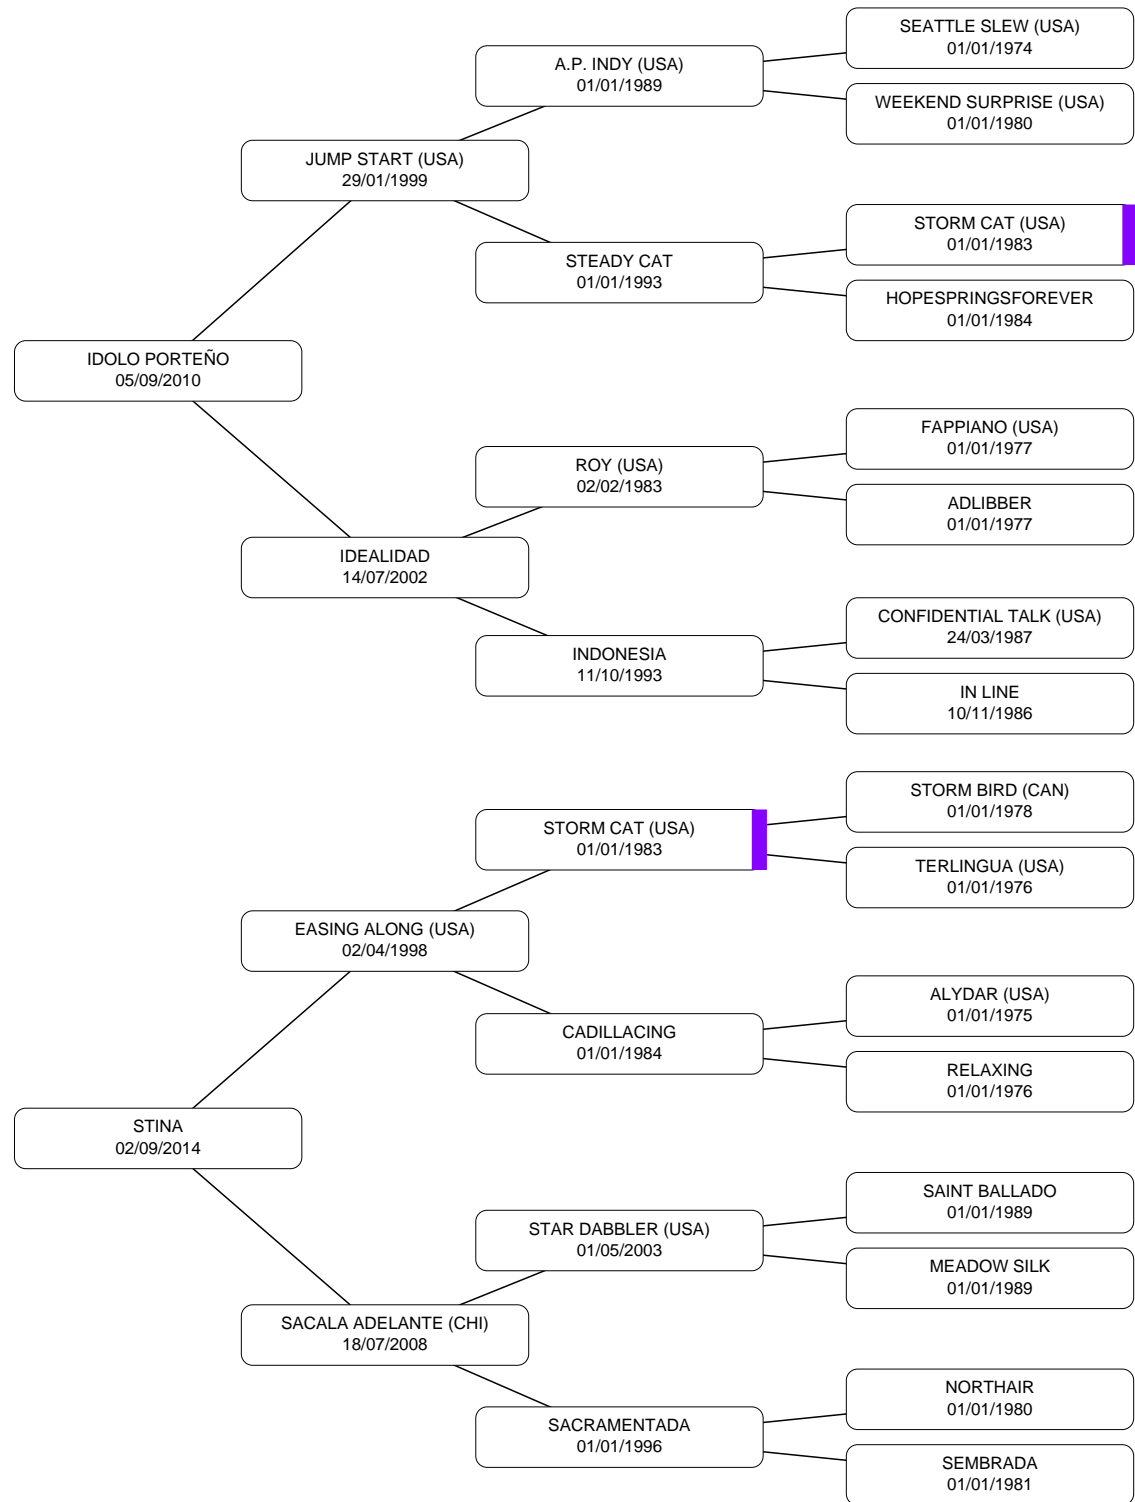 SEATTLE SLEW (USA)
01/01/1974
A.P. INDY (USA)
01/01/1989
WEEKEND SURPRISE (USA)
01/01/1980
JUMP START (USA)
29/01/1999
STORM CAT (USA)
01/01/1983
STEADY CAT
01/01/1993
HOPESPRINGSFOREVER
01/01/1984
IDOLO PORTEÑO
05/09/2010
FAPPIANO (USA)
01/01/1977
ROY (USA)
02/02/1983
ADLIBBER
01/01/1977
IDEALIDAD
14/07/2002
CONFIDENTIAL TALK (USA)
24/03/1987
INDONESIA
11/10/1993
IN LINE
10/11/1986
STORM BIRD (CAN)
01/01/1978
STORM CAT (USA)
01/01/1983
TERLINGUA (USA)
01/01/1976
EASING ALONG (USA)
02/04/1998
ALYDAR (USA)
01/01/1975
CADILLACING
01/01/1984
RELAXING
01/01/1976
STINA
02/09/2014
SAINT BALLADO
01/01/1989
STAR DABBLER (USA)
01/05/2003
MEADOW SILK
01/01/1989
SACALA ADELANTE (CHI)
18/07/2008
NORTHAIR
01/01/1980
SACRAMENTADA
01/01/1996
SEMBRADA
01/01/1981